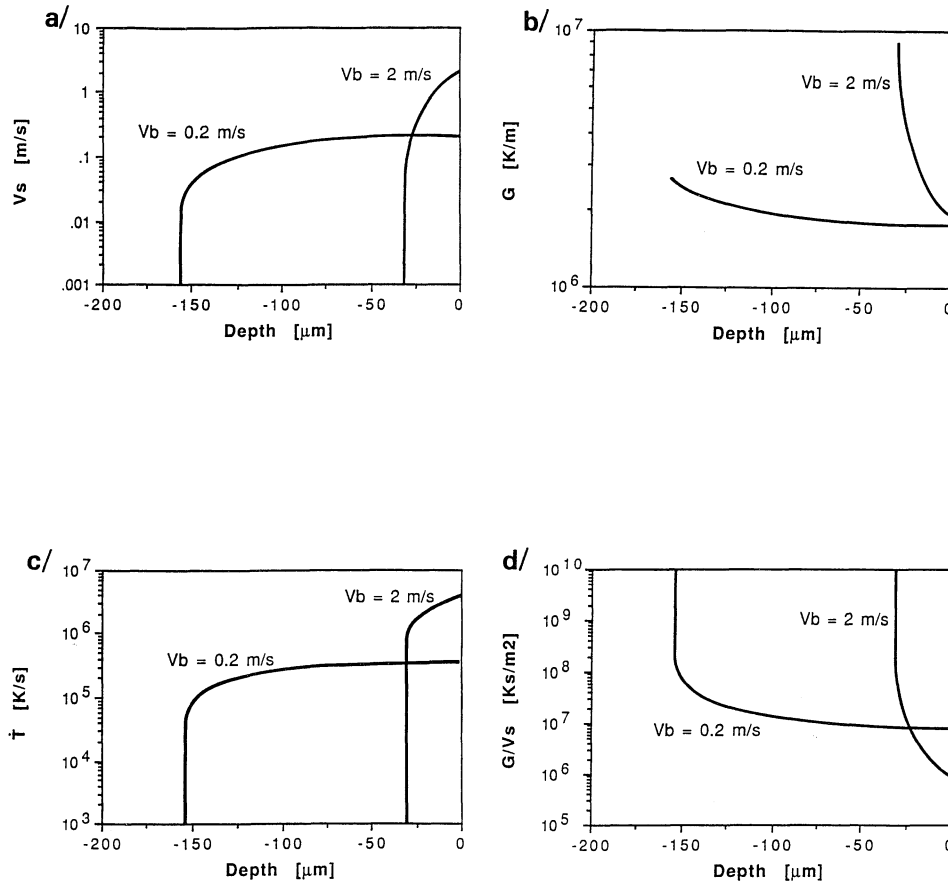 a/
Vs [m/s]
10
1
.1
.01
.001
Vb = 2 m/s
Vb = 0.2 m/s
-200 -150 -100 -50 0
Depth [μm]
b/
G [K/m]
10^7
10^6
Vb = 2 m/s
Vb = 0.2 m/s
-200 -150 -100 -50 0
Depth [μm]
c/
Ṫ [K/s]
10^7
10^6
10^5
10^4
10^3
Vb = 2 m/s
Vb = 0.2 m/s
-200 -150 -100 -50 0
Depth [μm]
d/
G/Vs [Ks/m2]
10^10
10^9
10^8
10^7
10^6
10^5
Vb = 2 m/s
Vb = 0.2 m/s
-200 -150 -100 -50 0
Depth [μm]